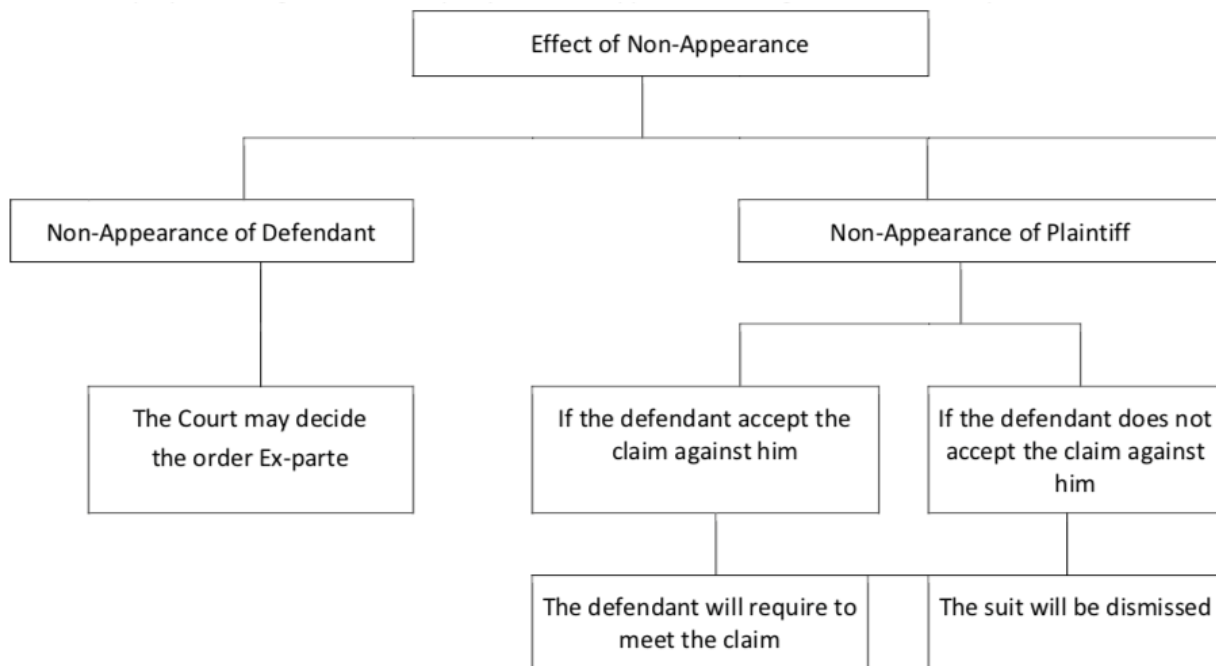 Effect of Non-Appearance
Non-Appearance of Defendant
Non-Appearance of Plaintiff
The Court may decide
the order Ex-parte
If the defendant accept the
claim against him
If the defendant does not
accept the claim against
him
The defendant will require to
meet the claim
The suit will be dismissed